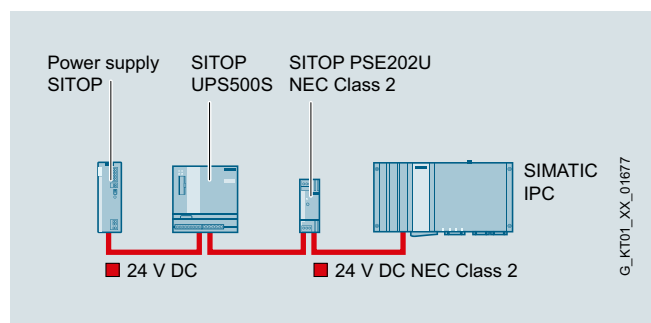 Power supply
SITOP
SITOP
UPS500S
SITOP PSE202U
NEC Class 2
SIMATIC
IPC
24 V DC
24 V DC NEC Class 2
G_KT01_XX_01677